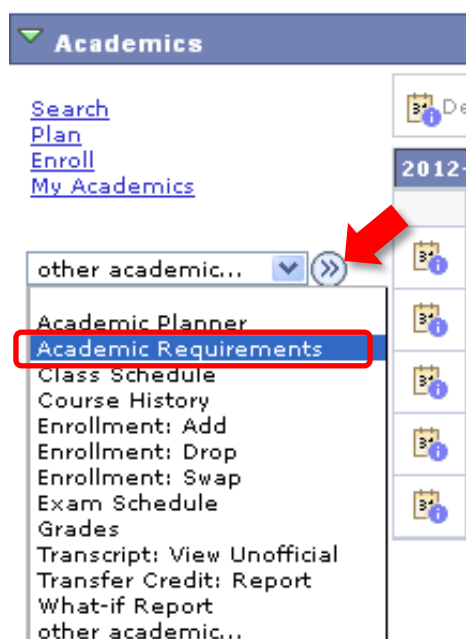 Academics
Search
Plan
Enroll
My Academics
2012-
other academic...
Academic Planner
Academic Requirements
Class Schedule
Course History
Enrollment: Add
Enrollment: Drop
Enrollment: Swap
Exam Schedule
Grades
Transcript: View Unofficial
Transfer Credit: Report
What-if Report
other academic...